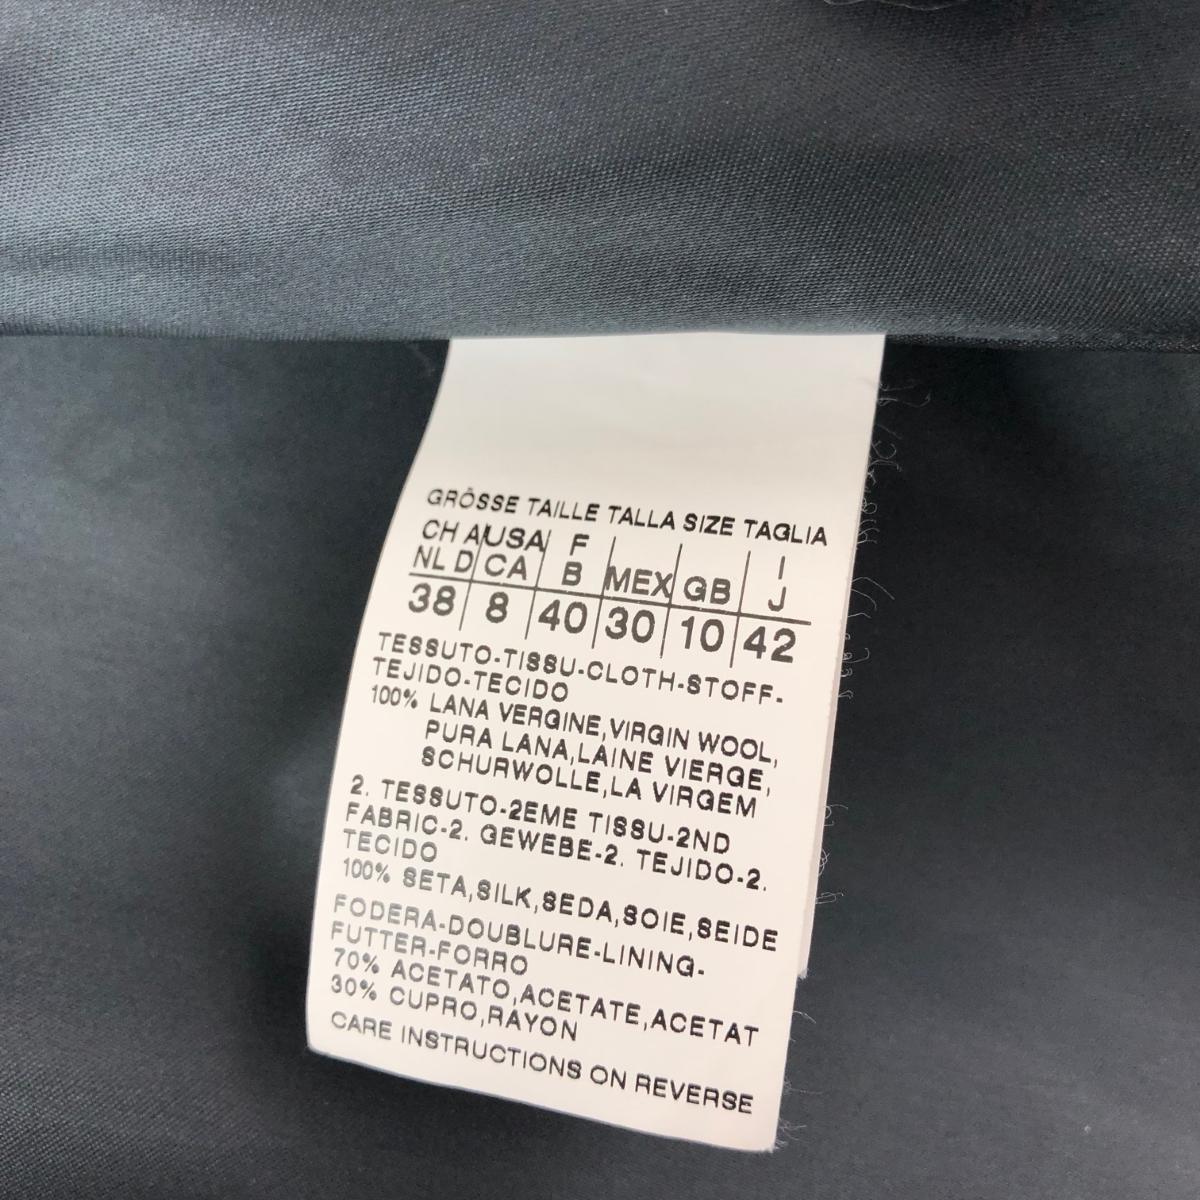 GRÖSSE TAILLE TALLA SIZE TAGLIA
CH A USA F I
NL D CA B MEX GB J
38 8 40 30 10 42
TESSUTO-TISSU-CLOTH-STOFF-
TEJIDO-TECIDO
100% LANA VERGINE,VIRGIN WOOL,
PURA LANA,LAINE VIERGE,
SCHURWOLLE,LA VIRGEM
2. TESSUTO-2EME TISSU-2ND
FABRIC-2. GEWEBE-2. TEJIDO-2.
TECIDO
100% SETA,SILK,SEDA,SOIE,SEIDE
FODERA-DOUBLURE-LINING-
FUTTER-FORRO
70% ACETATO,ACETATE,ACETAT
30% CUPRO,RAYON
CARE INSTRUCTIONS ON REVERSE